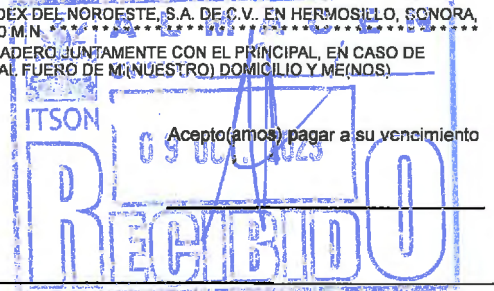 DEX DEL NOROESTE, S.A. DE C.V.. EN HERMOSILLO, SONORA,
0 M.N. * * * * * * * * * * * * * * * * * * * * * * * * * * * *
ADERO JUNTAMENTE CON EL PRINCIPAL, EN CASO DE
AL FUERO DE MI(NUESTRO) DOMICILIO Y ME(NOS)
ITSON
Acepto(amos) pagar a su vencimiento
RECIBIDO